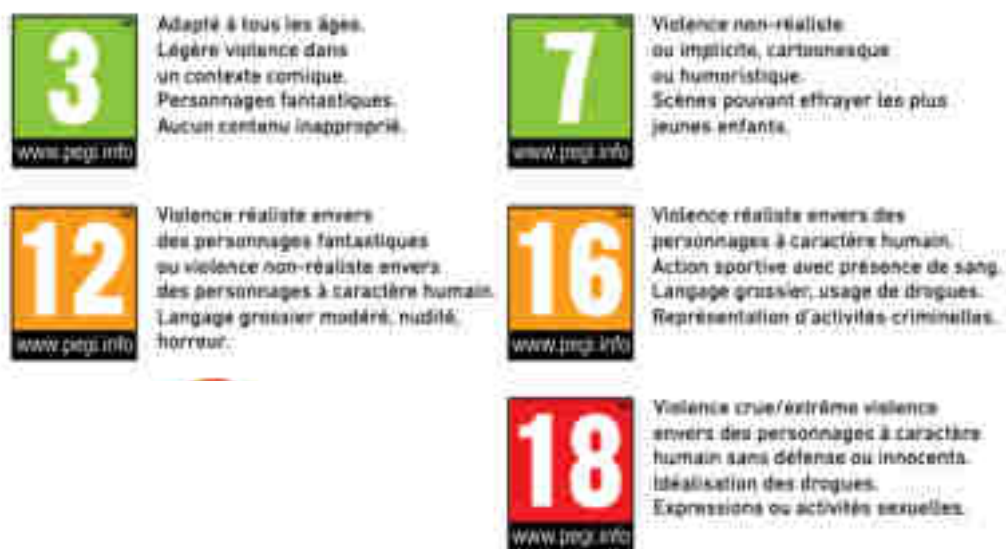 3
www.pegi.info
Adapté à tous les âges.
Légère violence dans
un contexte comique.
Personnages fantastiques.
Aucun contenu inapproprié.
7
www.pegi.info
Violence non-réaliste
ou implicite, cartoonesque
ou humoristique.
Scènes pouvant effrayer les plus
jeunes enfants.
12
www.pegi.info
Violence réaliste envers
des personnages fantastiques
ou violence non-réaliste envers
des personnages à caractère humain.
Langage grossier modéré, nudité,
horreur.
16
www.pegi.info
Violence réaliste envers des
personnages à caractère humain.
Action sportive avec présence de sang.
Langage grossier, usage de drogues.
Représentation d'activités criminelles.
18
www.pegi.info
Violence crue/extrême violence
envers des personnages à caractère
humain sans défense ou innocents.
Idéalisation des drogues.
Expressions ou activités sexuelles.